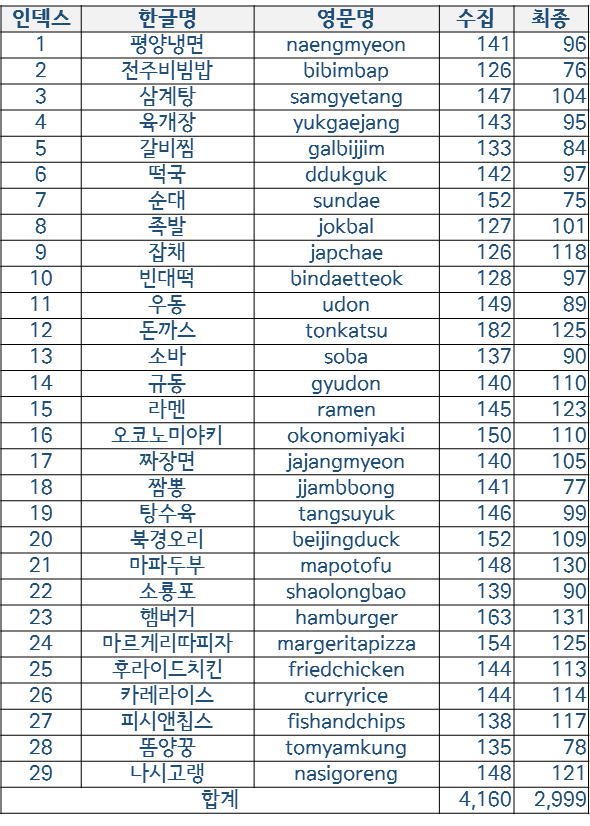 인덱스 한글명 영문명 수집 최종
1 평양냉면 naengmyeon 141 96
2 전주비빔밥 bibimbap 126 76
3 삼계탕 samgyetang 147 104
4 육개장 yukgaejang 143 95
5 갈비찜 galbijjim 133 84
6 떡국 ddukguk 142 97
7 순대 sundae 152 75
8 족발 jokbal 127 101
9 잡채 japchae 126 118
10 빈대떡 bindaetteok 128 97
11 우동 udon 149 89
12 돈까스 tonkatsu 182 125
13 소바 soba 137 90
14 규동 gyudon 140 110
15 라멘 ramen 145 123
16 오코노미야키 okonomiyaki 150 110
17 짜장면 jajangmyeon 140 105
18 짬뽕 jjambbong 141 77
19 탕수육 tangsuyuk 146 99
20 북경오리 beijingduck 152 109
21 마파두부 mapotofu 148 130
22 소룡포 shaolongbao 139 90
23 햄버거 hamburger 163 131
24 마르게리따피자 margeritapizza 154 125
25 후라이드치킨 friedchicken 144 113
26 카레라이스 curryrice 144 114
27 피시앤칩스 fishandchips 138 117
28 똠양꿍 tomyamkung 135 78
29 나시고랭 nasigoreng 148 121
합계 4,160 2,999